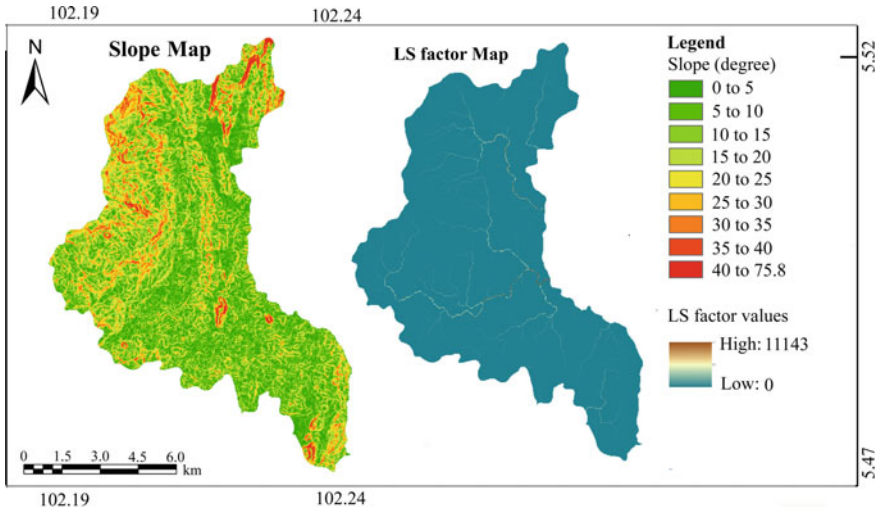 102.19
102.24
N
Slope Map
LS factor Map
5.52
Legend
Slope (degree)
0 to 5
5 to 10
10 to 15
15 to 20
20 to 25
25 to 30
30 to 35
35 to 40
40 to 75.8
LS factor values
High: 11143
Low: 0
0 1.5 3.0 4.5 6.0
km
5.47
102.19
102.24